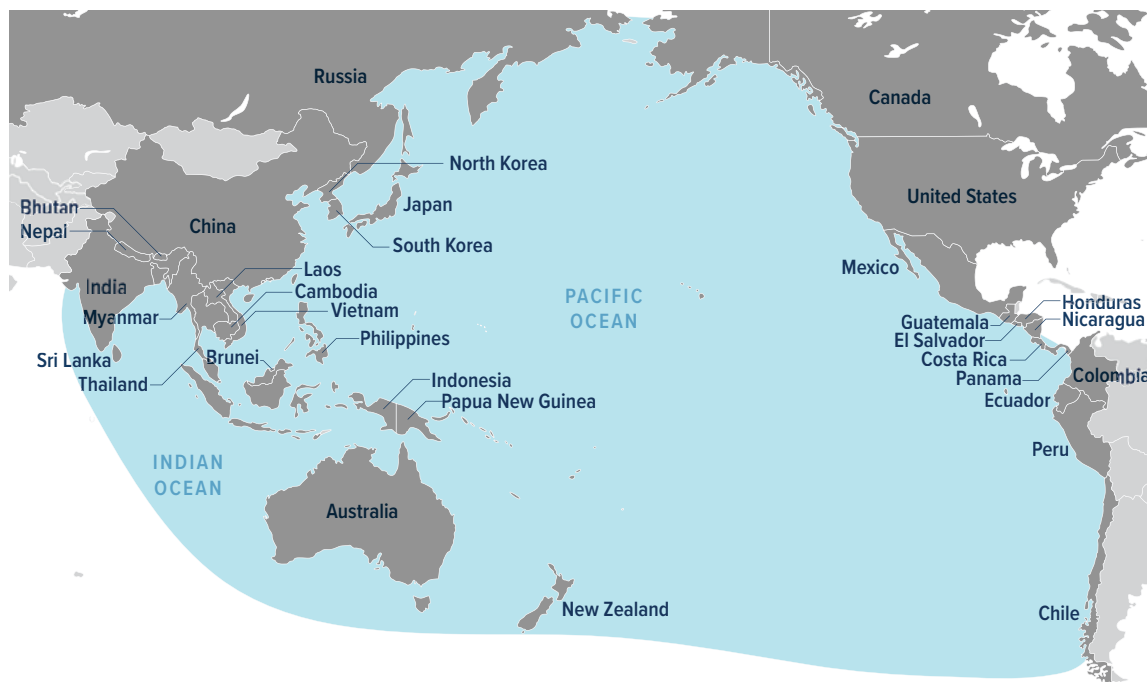 Russia
Canada
North Korea
United States
Japan
Bhutan
China
Nepal
South Korea
Laos
Mexico
India
Cambodia
PACIFIC
OCEAN
Honduras
Vietnam
Myanmar
Guatemala
Nicaragua
Philippines
El Salvador
Sri Lanka
Brunei
Costa Rica
Thailand
Indonesia
Panama
Colombia
Papua New Guinea
Ecuador
Peru
INDIAN
OCEAN
Australia
New Zealand
Chile